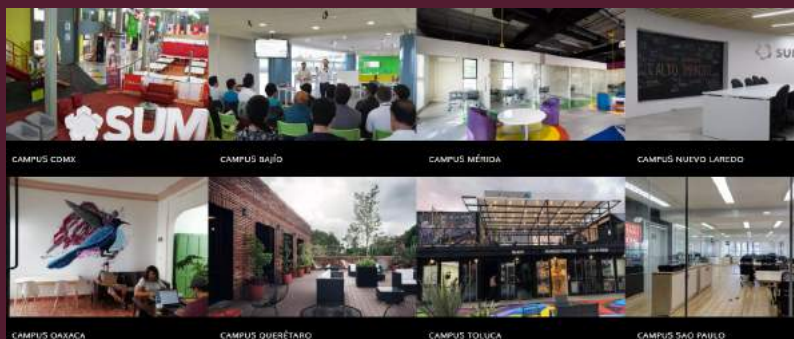 SUM
CAMPUS CDMX
CAMPUS BAJÍO
CAMPUS MÉRIDA
SUM
CAMPUS NUEVO LAREDO
CAMPUS OAXACA
CAMPUS QUERÉTARO
CAMPUS TOLUCA
CAMPUS SAO PAULO